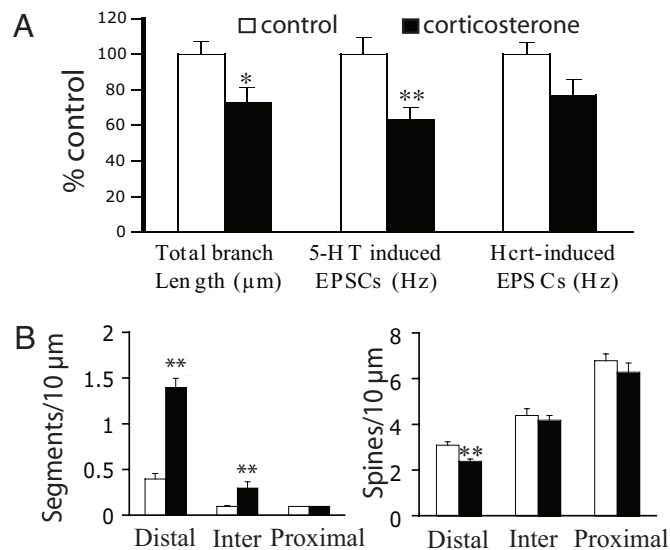 A
control
corticosterone
% control
120
100
80
60
40
20
0
*
**
Total branch
Length (µm)
5-HT induced
EPSCs (Hz)
Hcrt-induced
EPSCs (Hz)
B
Segments/10 µm
2
1.5
1
0.5
0
**
**
Distal
Inter
Proximal
Spines/10 µm
8
6
4
2
0
**
Distal
Inter
Proximal